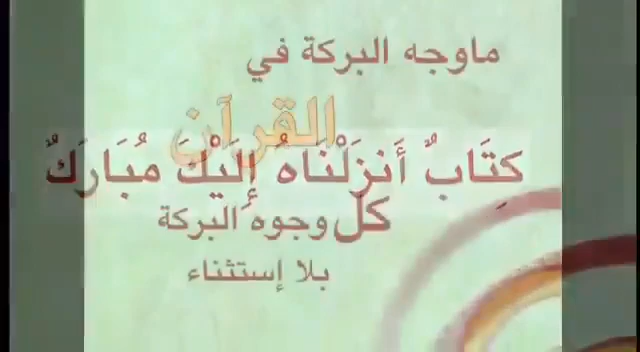 ماوجه البركة في
القرآن
كِتَابٌ أَنزَلْنَاهُ إِلَيْكَ مُبَارَكٌ
كل وجوه البركة
بلا إستثناء